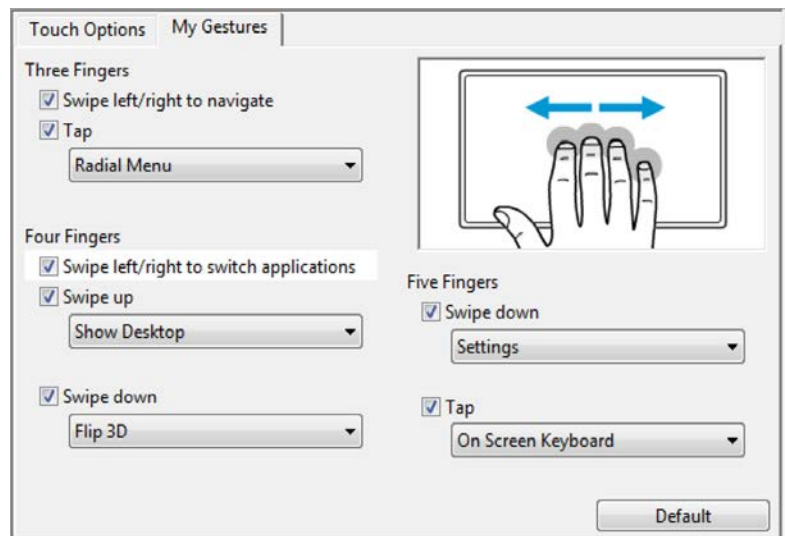 Touch Options
My Gestures
Three Fingers
Swipe left/right to navigate
Tap
Radial Menu
Four Fingers
Swipe left/right to switch applications
Swipe up
Show Desktop
Swipe down
Flip 3D
Five Fingers
Swipe down
Settings
Tap
On Screen Keyboard
Default